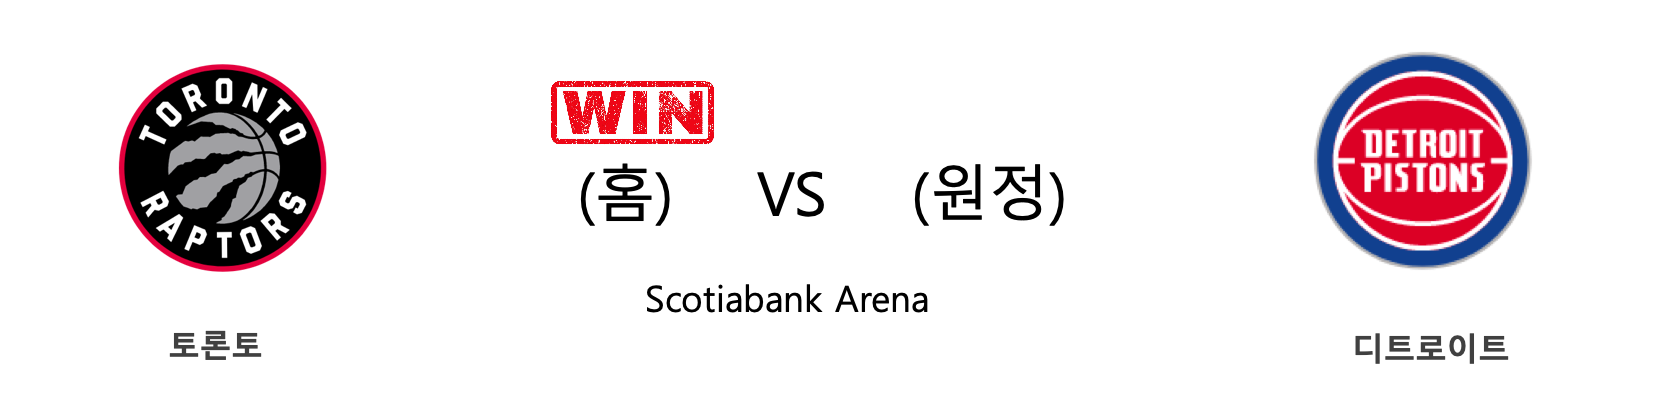 TORONTO
RAPTORS
WIN
(홈) VS (원정)
DETROIT
PISTONS
Scotiabank Arena
토론토
디트로이트